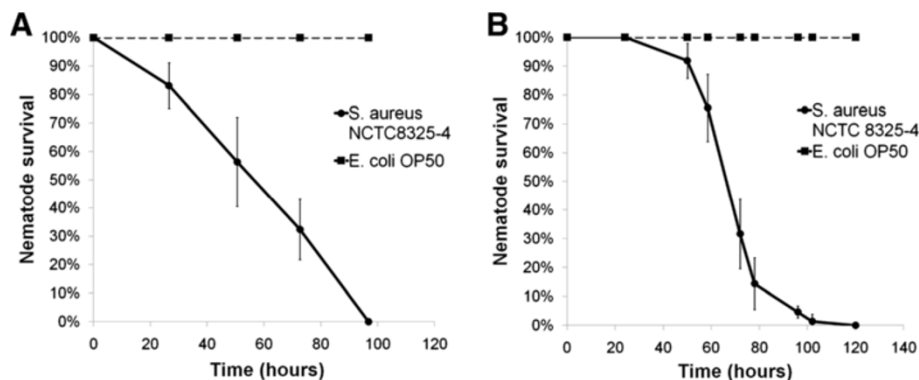 A
100%
90%
80%
70%
60%
50%
40%
30%
20%
10%
0%
Nematode survival
0 20 40 60 80 100 120
Time (hours)
S. aureus
NCTC8325-4
E. coli OP50
B
100%
90%
80%
70%
60%
50%
40%
30%
20%
10%
0%
Nematode survival
0 20 40 60 80 100 120 140
Time (hours)
S. aureus
NCTC 8325-4
E. coli OP50